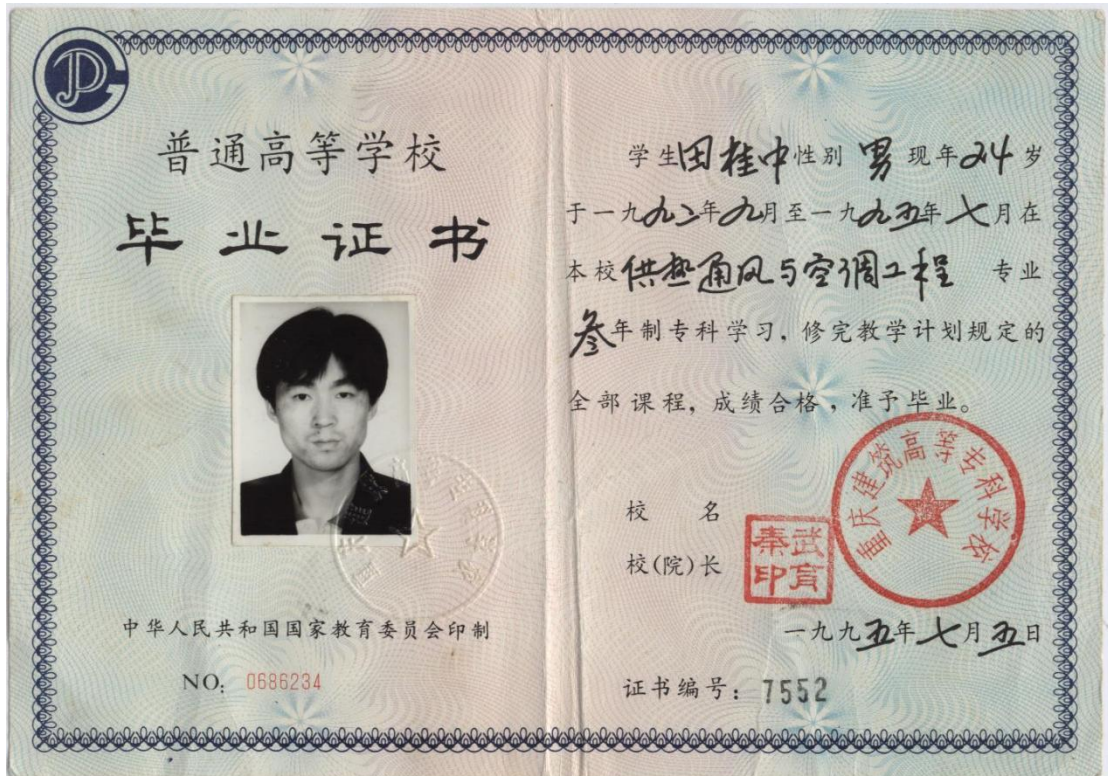 普通高等学校
毕业证书
中华人民共和国国家教育委员会印制
NO: 0686234
学生田桂中性别 男 现年24岁
于一九九二年九月至一九九五年七月在
本校供热通风与空调工程 专业
叁年制专科学习，修完教学计划规定的
全部课程，成绩合格，准予毕业。
重庆建筑高等专科学校
校 名
校(院)长
一九九五年七月五日
证书编号：7552